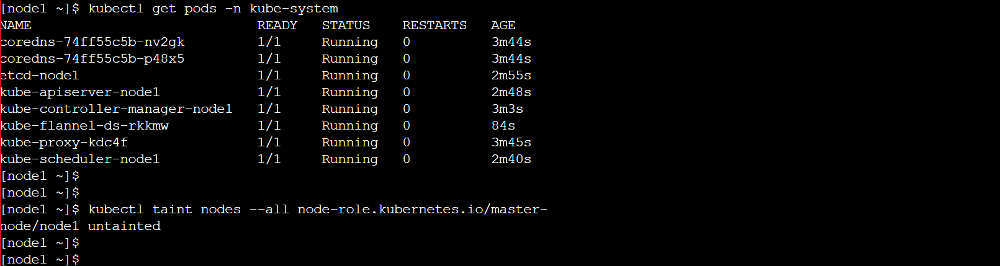 [node1 ~]$ kubectl get pods -n kube-system
NAME READY STATUS RESTARTS AGE
coredns-74ff55c5b-nv2gk 1/1 Running 0 3m44s
coredns-74ff55c5b-p48x5 1/1 Running 0 3m44s
etcd-node1 1/1 Running 0 2m55s
kube-apiserver-node1 1/1 Running 0 2m48s
kube-controller-manager-node1 1/1 Running 0 3m3s
kube-flannel-ds-rkkmw 1/1 Running 0 84s
kube-proxy-kdc4f 1/1 Running 0 3m45s
kube-scheduler-node1 1/1 Running 0 2m40s
[node1 ~]$
[node1 ~]$
[node1 ~]$ kubectl taint nodes --all node-role.kubernetes.io/master-
node/node1 untainted
[node1 ~]$
[node1 ~]$